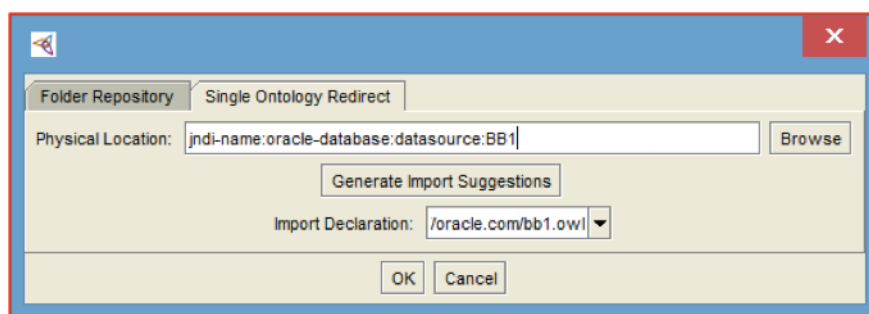 Folder Repository Single Ontology Redirect
Physical Location: jndi-name:oracle-database:datasource:BB1 Browse
Generate Import Suggestions
Import Declaration: /oracle.com/bb1.owl
OK Cancel